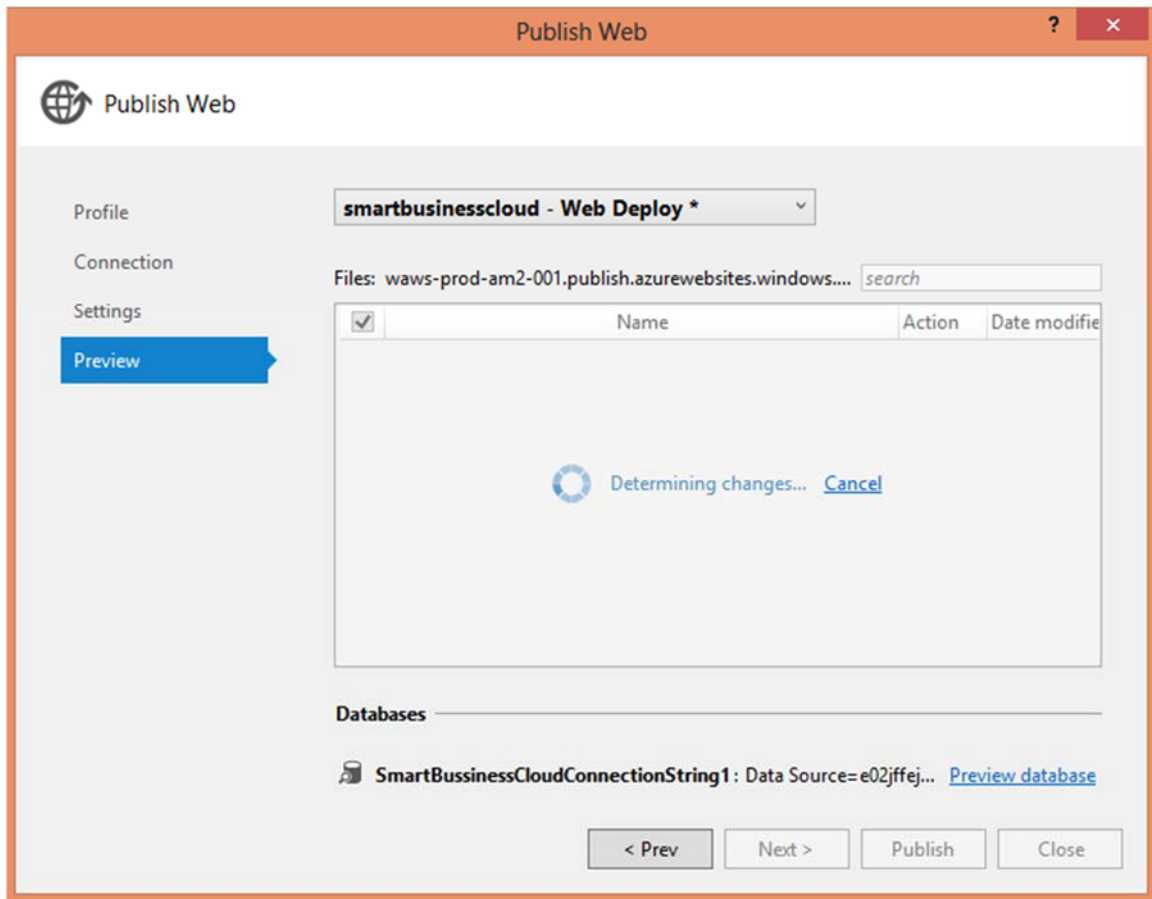 Publish Web
?
Publish Web
Profile
Connection
Settings
Preview
smartbusinesscloud - Web Deploy *
Files: waws-prod-am2-001.publish.azurewebsites.windows.... search
Name Action Date modifie
Determining changes... Cancel
Databases
SmartBussinessCloudConnectionString1: Data Source=e02jffej... Preview database
< Prev Next > Publish Close